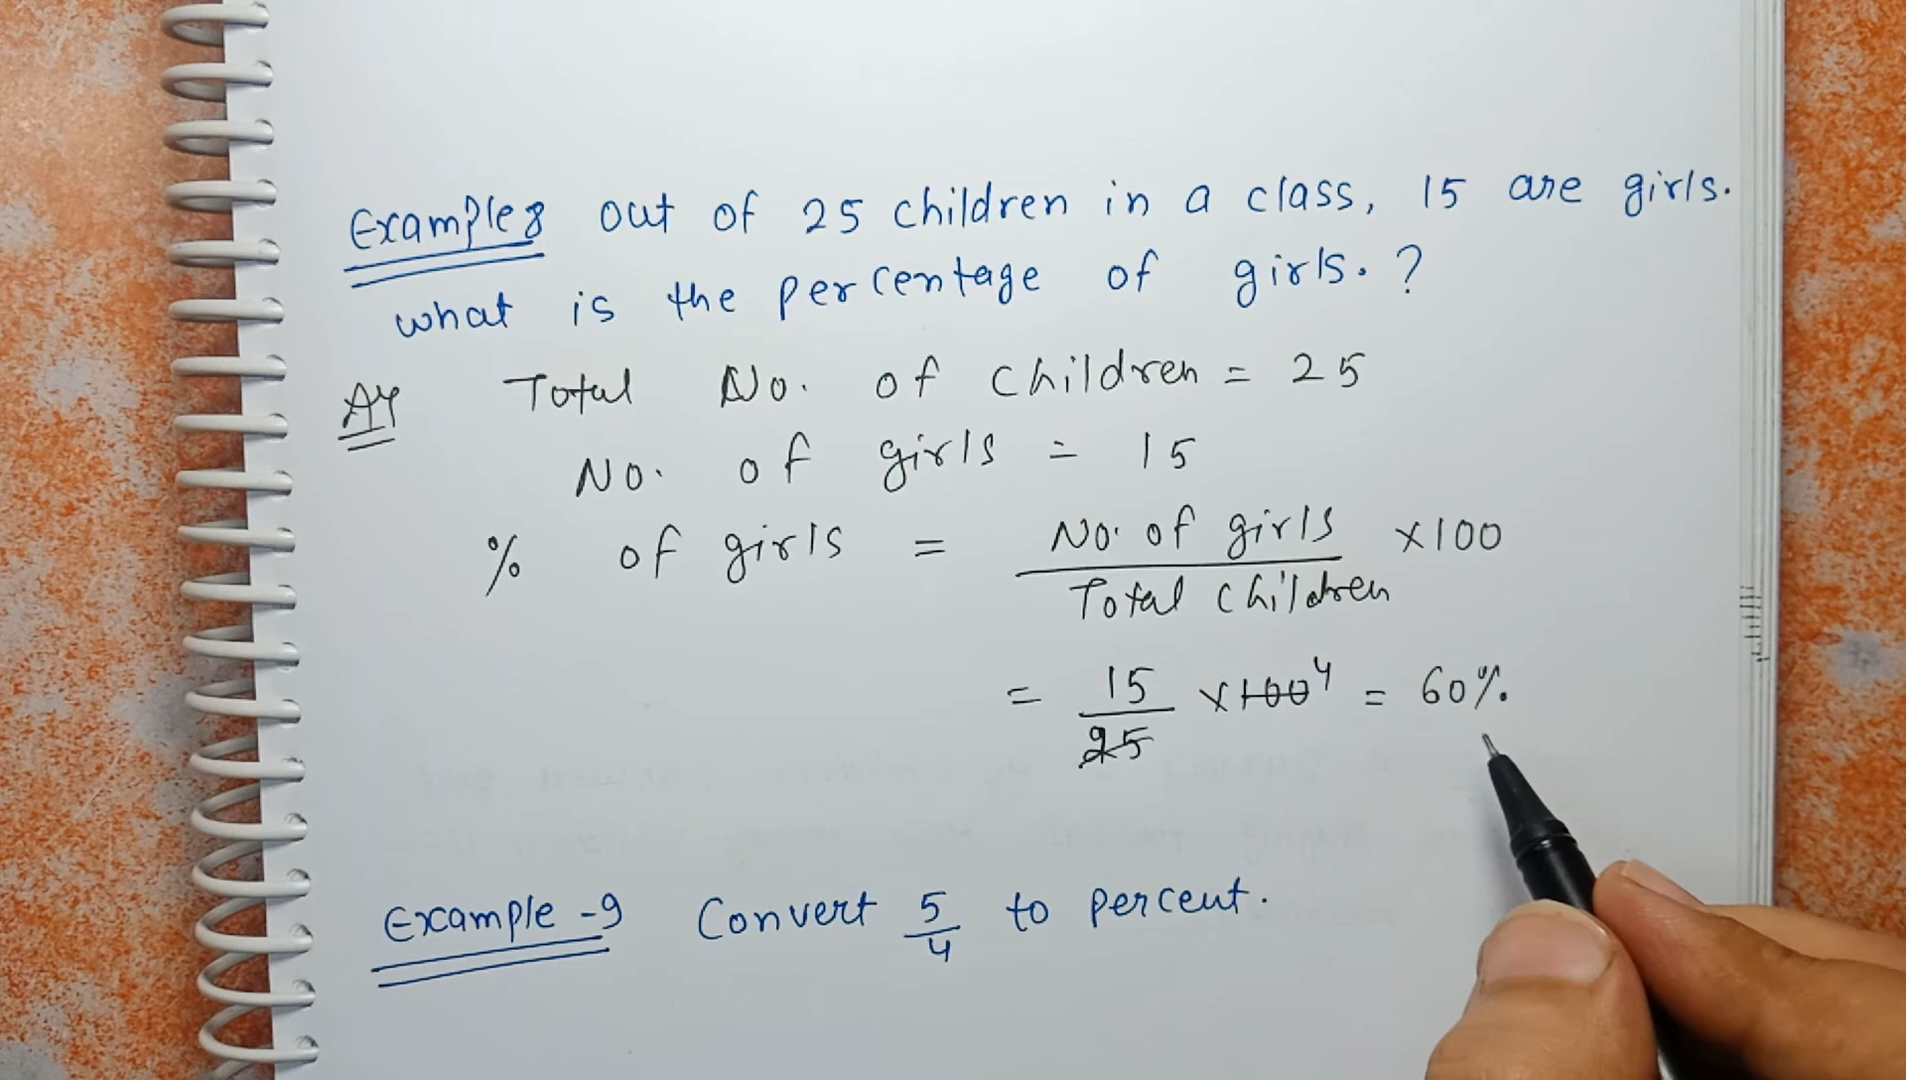 Example 8 out of 25 children in a class, 15 are girls.
what is the percentage of girls. ?
Total No. of children = 25
No. of girls = 15
% of girls = No. of girls / Total children × 100
= 15 / 25 × 100 4 = 60%
Example - 9 Convert 5/4 to percent.